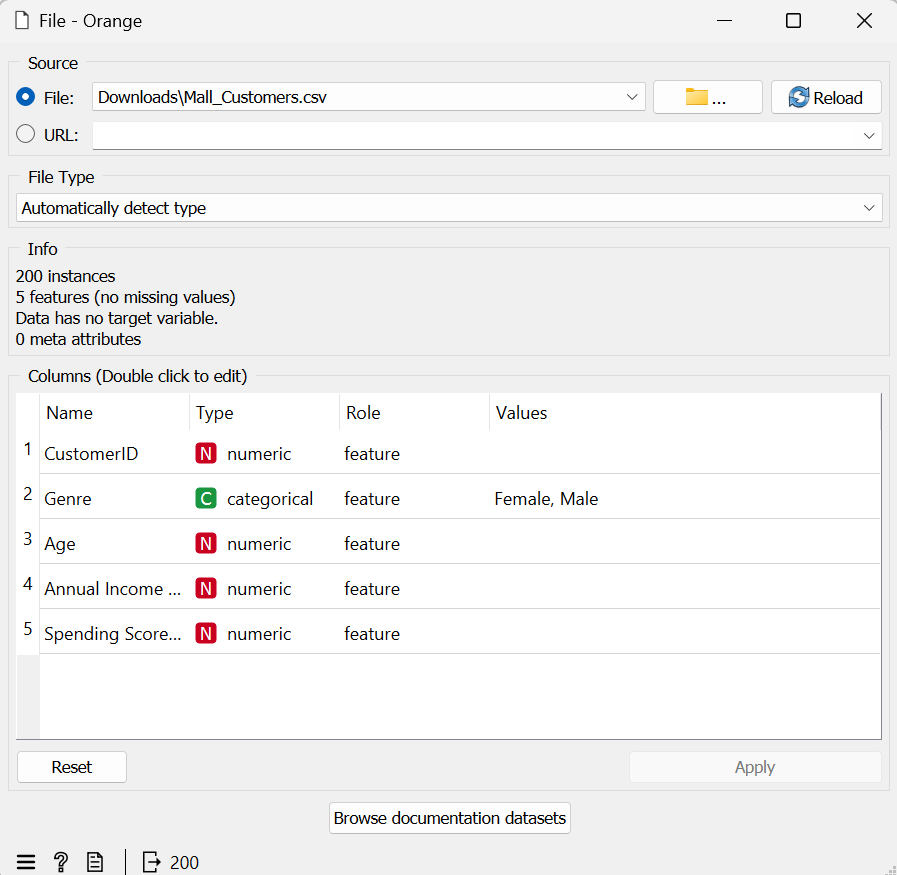 File - Orange
Source
File: Downloads\Mall_Customers.csv ... Reload
URL:
File Type
Automatically detect type
Info
200 instances
5 features (no missing values)
Data has no target variable.
0 meta attributes
Columns (Double click to edit)
Name Type Role Values
1 CustomerID N numeric feature
2 Genre C categorical feature Female, Male
3 Age N numeric feature
4 Annual Income ... N numeric feature
5 Spending Score... N numeric feature
Reset Apply
Browse documentation datasets
? 200